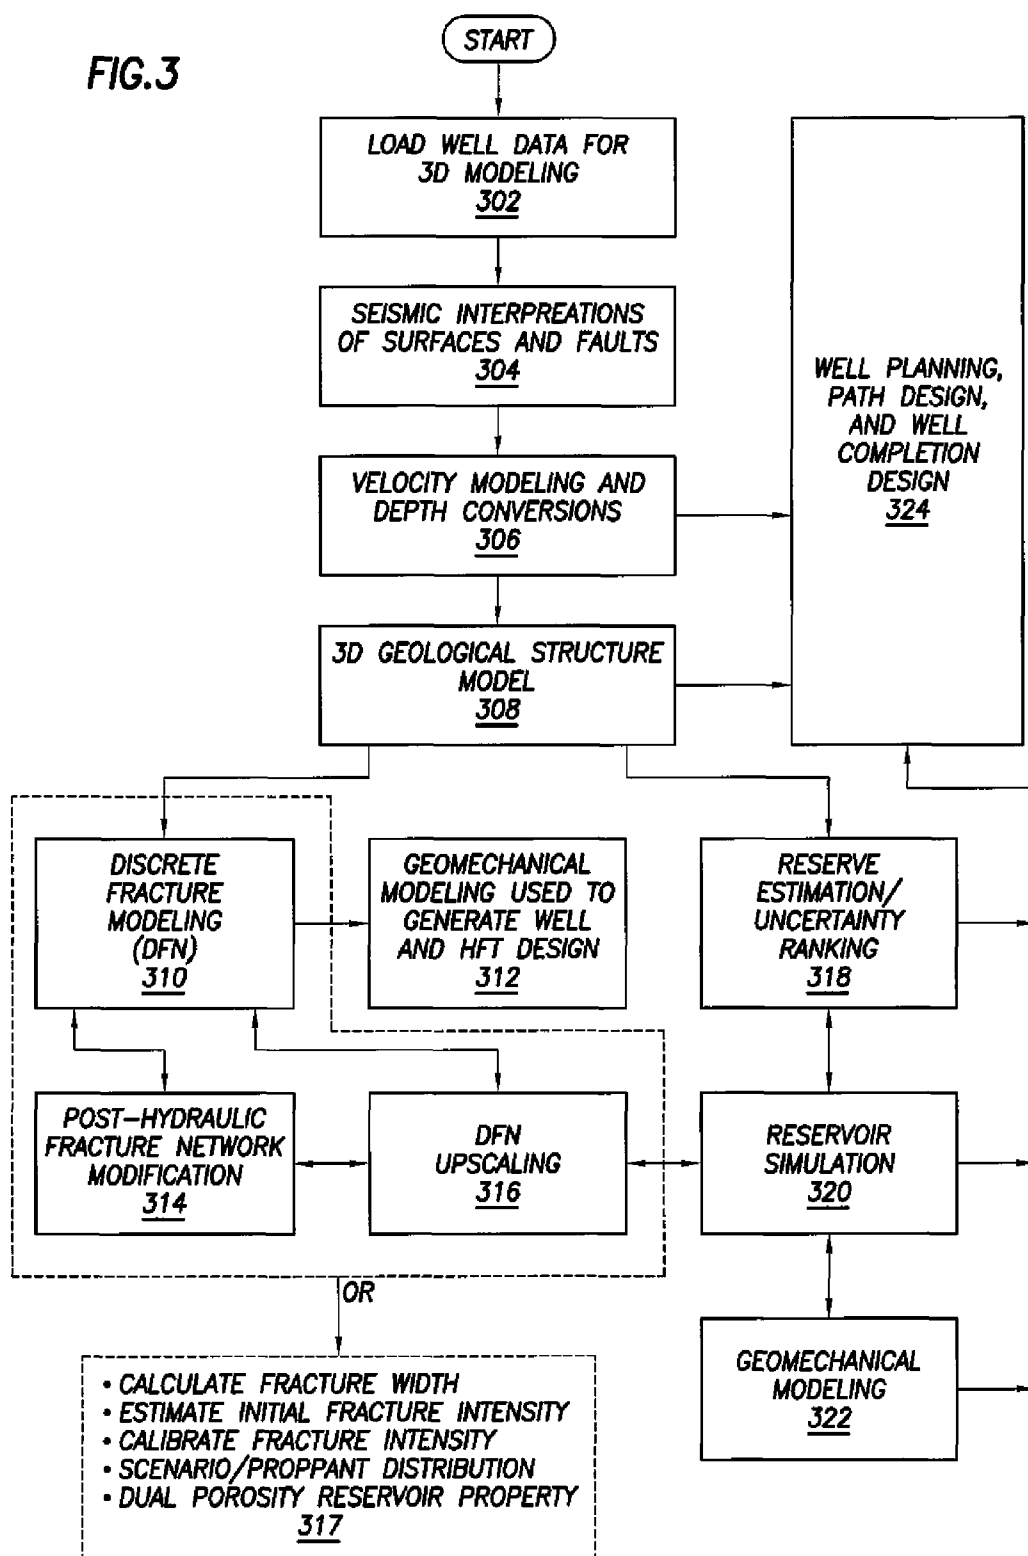 FIG.3
START
LOAD WELL DATA FOR
3D MODELING
302
SEISMIC INTERPREATIONS
OF SURFACES AND FAULTS
304
VELOCITY MODELING AND
DEPTH CONVERSIONS
306
3D GEOLOGICAL STRUCTURE
MODEL
308
WELL PLANNING,
PATH DESIGN,
AND WELL
COMPLETION
DESIGN
324
DISCRETE
FRACTURE
MODELING
(DFN)
310
GEOMECHANICAL
MODELING USED TO
GENERATE WELL
AND HFT DESIGN
312
RESERVE
ESTIMATION/
UNCERTAINTY
RANKING
318
POST-HYDRAULIC
FRACTURE NETWORK
MODIFICATION
314
DFN
UPSCALING
316
RESERVOIR
SIMULATION
320
OR
GEOMECHANICAL
MODELING
322
• CALCULATE FRACTURE WIDTH
• ESTIMATE INITIAL FRACTURE INTENSITY
• CALIBRATE FRACTURE INTENSITY
• SCENARIO/PROPPANT DISTRIBUTION
• DUAL POROSITY RESERVOIR PROPERTY
317